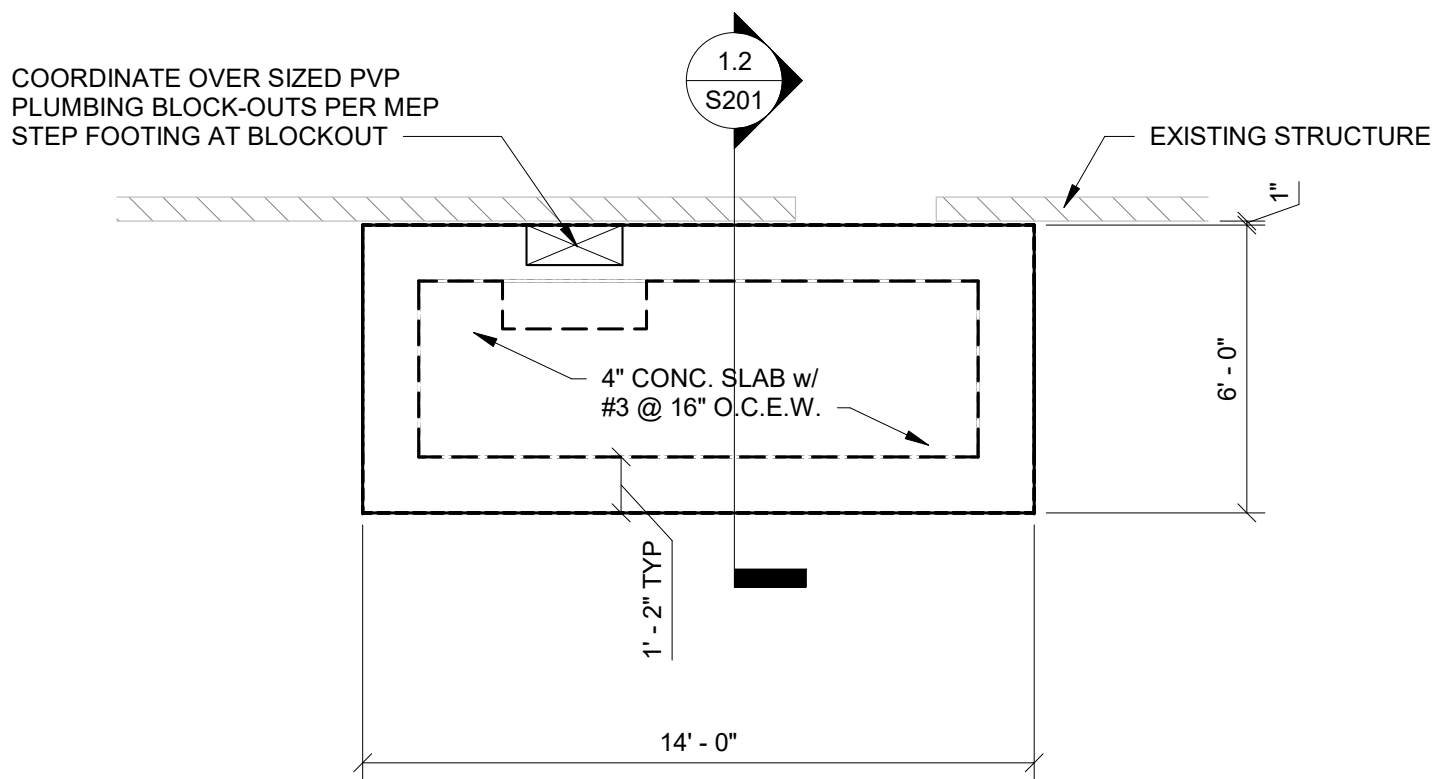 COORDINATE OVER SIZED PVP
PLUMBING BLOCK-OUTS PER MEP
STEP FOOTING AT BLOCKOUT
1.2
S201
EXISTING STRUCTURE
1"
4" CONC. SLAB w/
#3 @ 16" O.C.E.W.
6' - 0"
1' - 2" TYP
14' - 0"